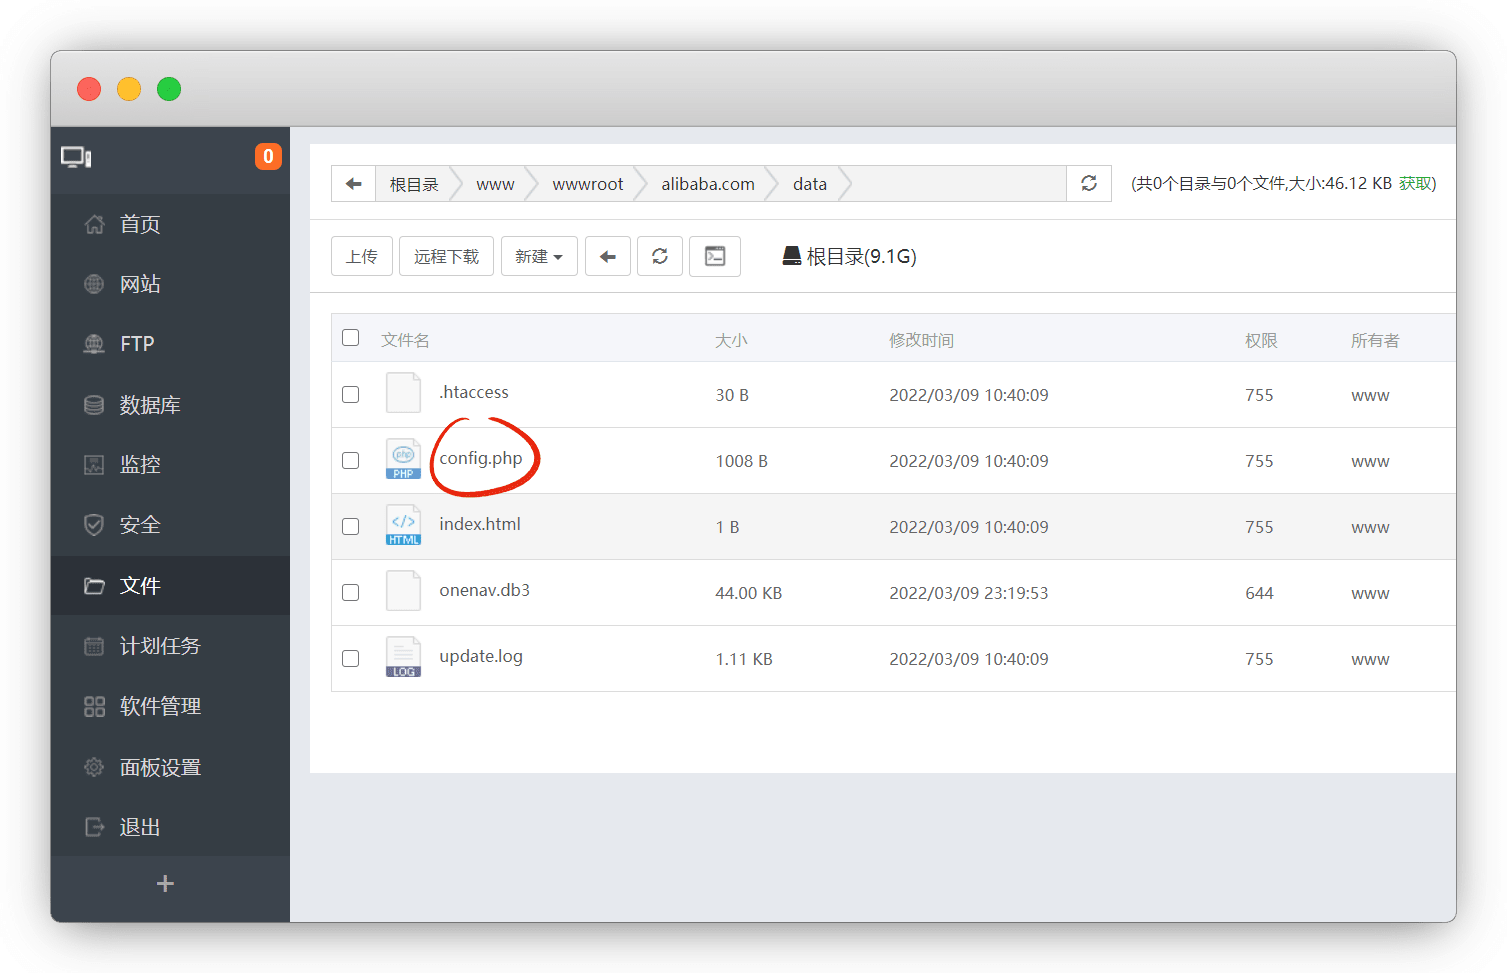 0
首页
网站
FTP
数据库
监控
安全
文件
计划任务
软件管理
面板设置
退出
+
根目录 www wwwroot alibaba.com data (共0个目录与0个文件,大小:46.12 KB 获取)
上传 远程下载 新建 根目录(9.1G)
文件名 大小 修改时间 权限 所有者
.htaccess 30 B 2022/03/09 10:40:09 755 www
php PHP config.php 1008 B 2022/03/09 10:40:09 755 www
</> HTML index.html 1 B 2022/03/09 10:40:09 755 www
onenav.db3 44.00 KB 2022/03/09 23:19:53 644 www
LOG update.log 1.11 KB 2022/03/09 10:40:09 755 www